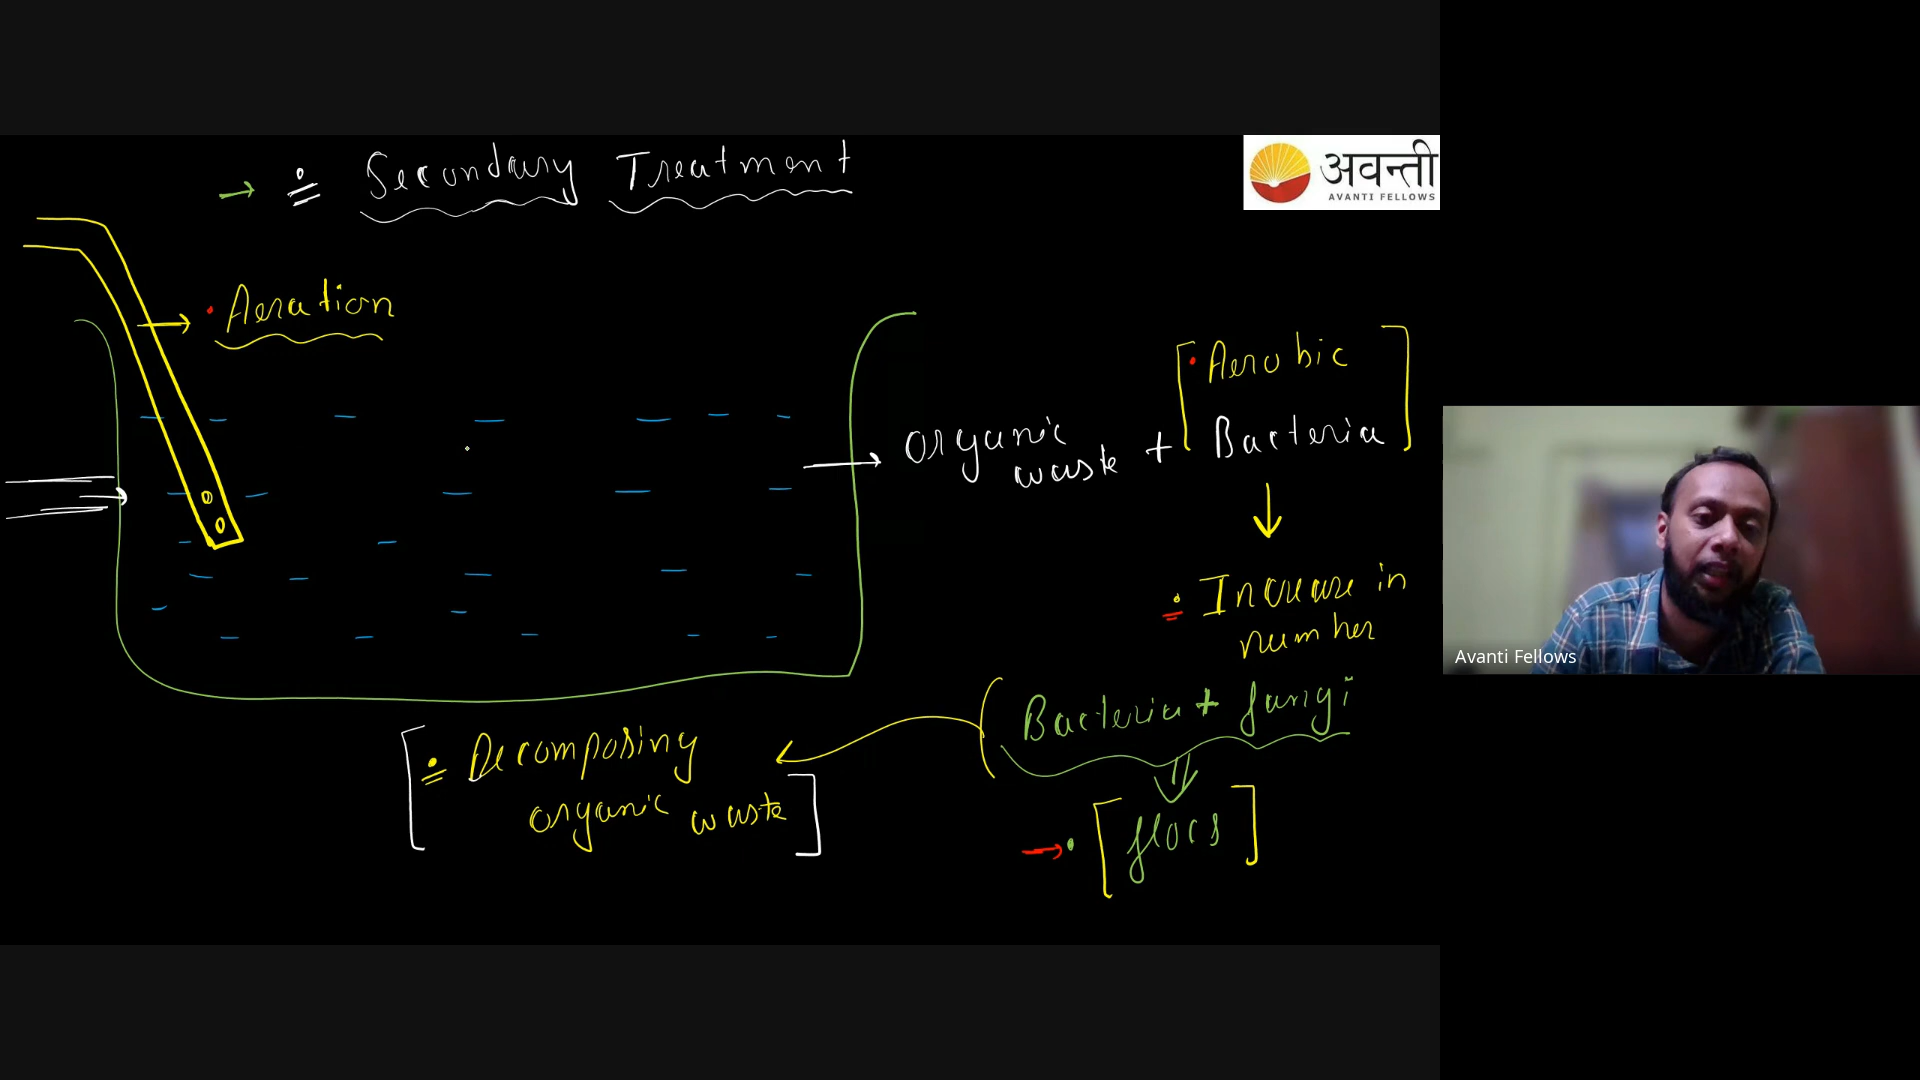 Secondary Treatment
अवन्ती
AVANTI FELLOWS
Aeration
Aerobic
organic waste + Bacteria
Increase in
number
Bacteria + fungi
Decomposing
organic waste
flocs
Avanti Fellows